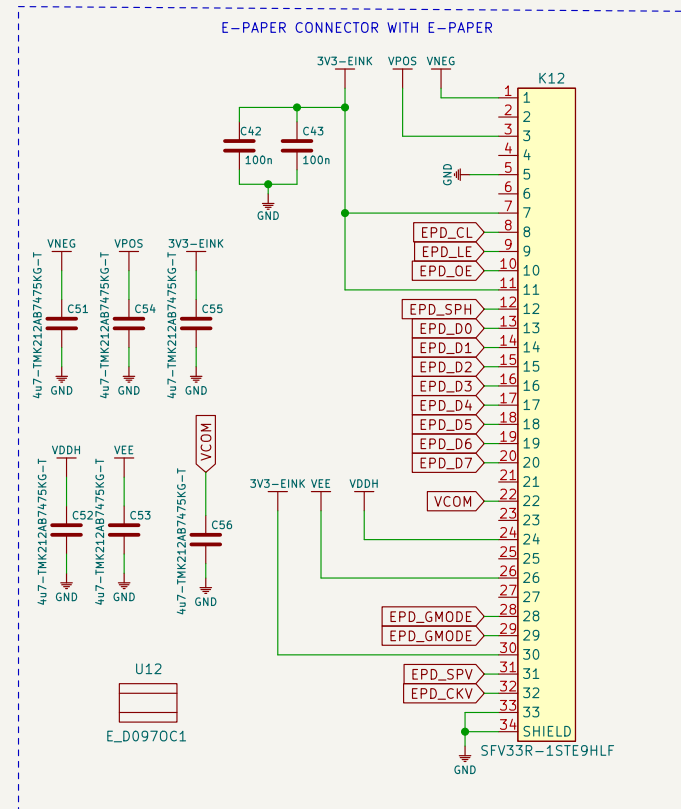 E-PAPER CONNECTOR WITH E-PAPER
3V3-EINK VPOS VNEG
K12
C42
100n
C43
100n
GND
GND
1 1
2 2
3 3
4 4
5 5
6 6
7 7
EPD_CL 8 8
EPD_LE 9 9
EPD_OE 10 10
11 11
EPD_SPH 12 12
EPD_D0 13 13
EPD_D1 14 14
EPD_D2 15 15
EPD_D3 16 16
EPD_D4 17 17
EPD_D5 18 18
EPD_D6 19 19
EPD_D7 20 20
21 21
VCOM 22 22
23 23
24 24
25 25
26 26
27 27
EPD_GMODE 28 28
EPD_GMODE 29 29
30 30
EPD_SPV 31 31
EPD_CKV 32 32
33 33
34 SHIELD
SFV33R-1STE9HLF
GND
3V3-EINK VEE VDDH
VNEG
C51
4u7-TMK212AB7475KG-T
GND
VPOS
C54
4u7-TMK212AB7475KG-T
GND
3V3-EINK
C55
4u7-TMK212AB7475KG-T
GND
VDDH
C52
4u7-TMK212AB7475KG-T
GND
VEE
C53
4u7-TMK212AB7475KG-T
GND
VCOM
C56
4u7-TMK212AB7475KG-T
GND
U12
E_D097OC1